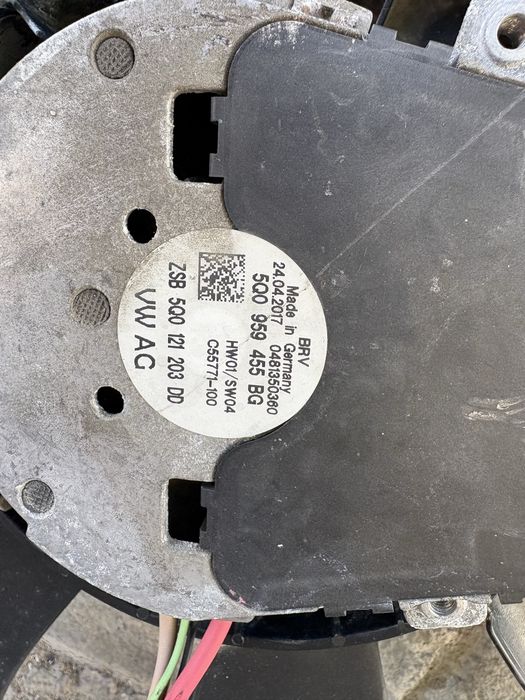 BRV
Made in Germany
24.04.2017 0481350360
5Q0 959 455 BG
HW01/SW04
C55771-100
ZSB 5Q0 121 203 DD
VW AG